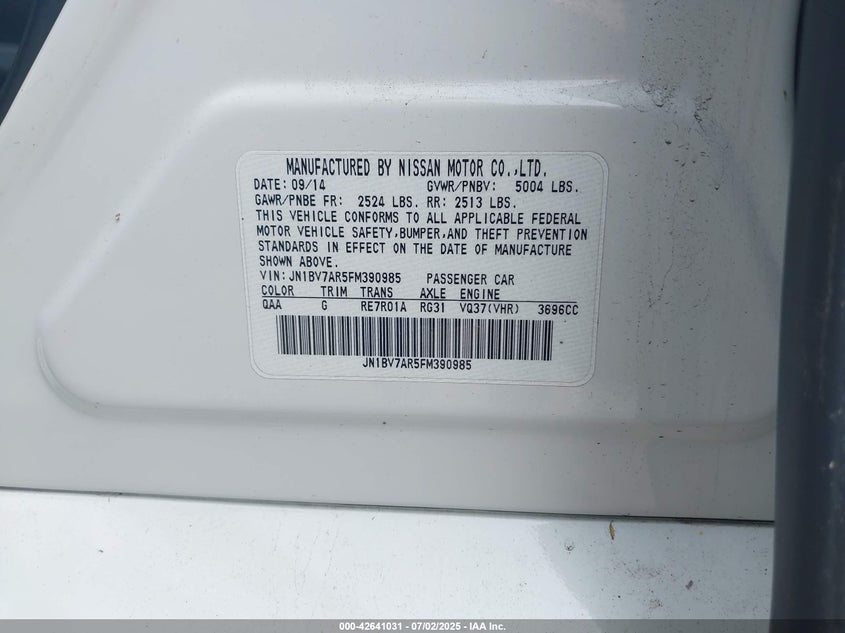 MANUFACTURED BY NISSAN MOTOR CO.,LTD.
DATE: 09/14 GVWR/PNBV: 5004 LBS.
GAWR/PNBE FR: 2524 LBS. RR: 2513 LBS.
THIS VEHICLE CONFORMS TO ALL APPLICABLE FEDERAL
MOTOR VEHICLE SAFETY,BUMPER,AND THEFT PREVENTION
STANDARDS IN EFFECT ON THE DATE OF MANUFACTURE
SHOWN ABOVE.
VIN: JN1BV7AR5FM390985 PASSENGER CAR
COLOR TRIM TRANS AXLE ENGINE
QAA G RE7R01A RG31 VQ37(VHR) 3696CC
JN1BV7AR5FM390985
000-42641031 - 07/02/2025 - IAA Inc.